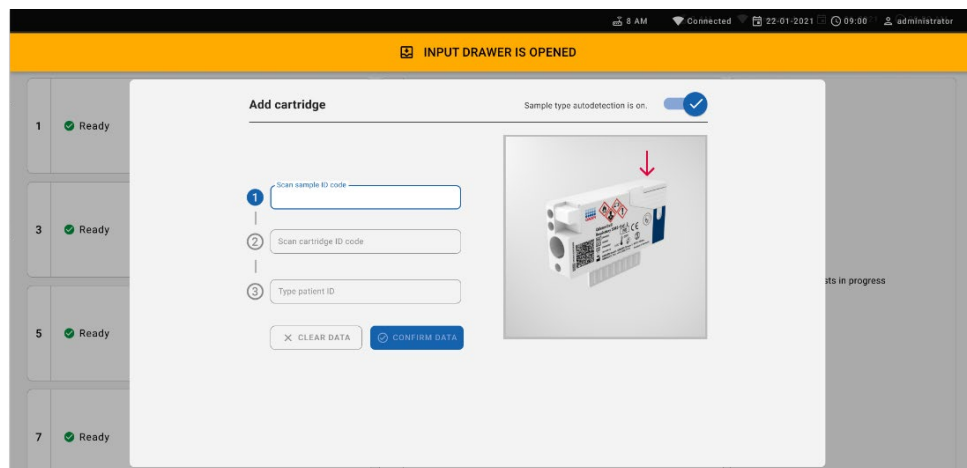 8 AM Connected 22-01-2021 09:00 administrator
INPUT DRAWER IS OPENED
Add cartridge
Sample type autodetection is on.
1 Ready
3 Ready
5 Ready
7 Ready
1 Scan sample ID code
2 Scan cartridge ID code
3 Type patient ID
CLEAR DATA
CONFIRM DATA
CE
sts in progress